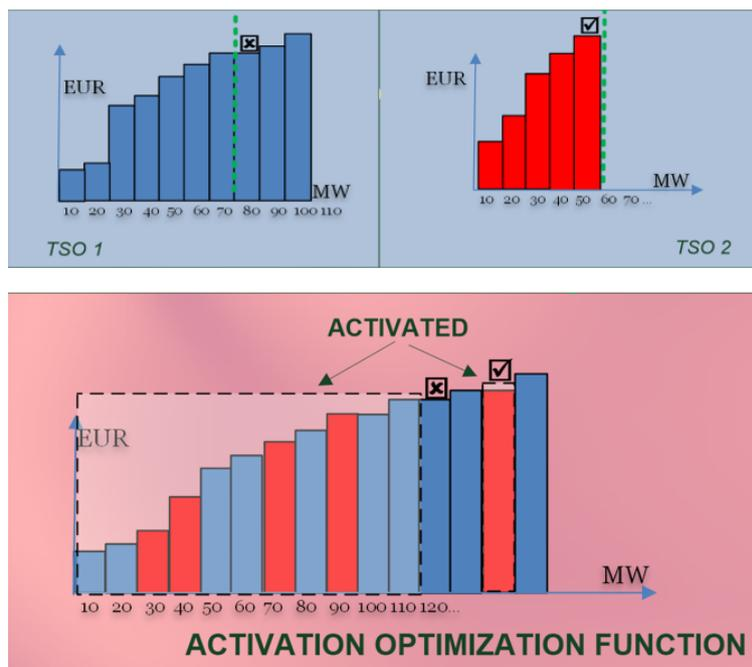 EUR
MW
10 20 30 40 50 60 70 80 90 100 110
TSO 1
EUR
MW
10 20 30 40 50 60 70 ...
TSO 2
ACTIVATED
EUR
MW
10 20 30 40 50 60 70 80 90 100 110 120...
ACTIVATION OPTIMIZATION FUNCTION